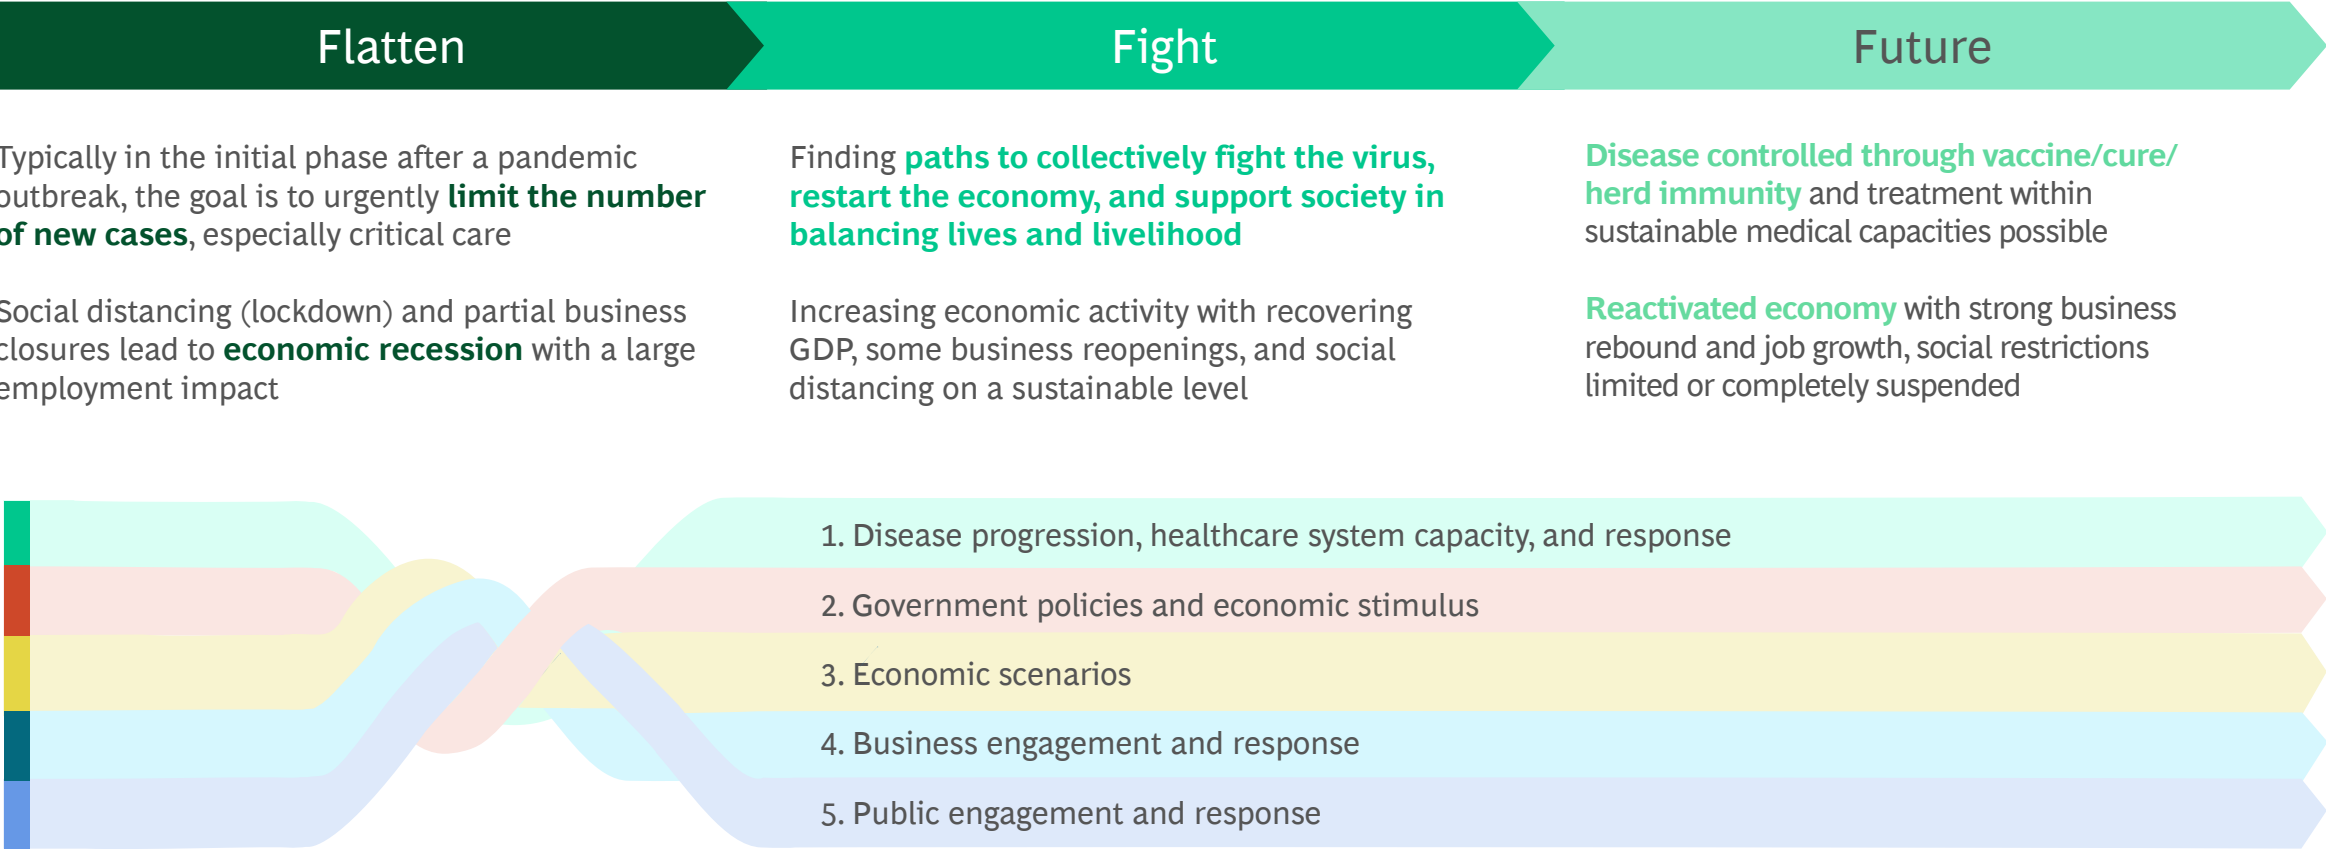 Flatten
Fight
Future
Typically in the initial phase after a pandemic
outbreak, the goal is to urgently limit the number
of new cases, especially critical care
Social distancing (lockdown) and partial business
closures lead to economic recession with a large
employment impact
Finding paths to collectively fight the virus,
restart the economy, and support society in
balancing lives and livelihood
Increasing economic activity with recovering
GDP, some business reopenings, and social
distancing on a sustainable level
Disease controlled through vaccine/cure/
herd immunity and treatment within
sustainable medical capacities possible
Reactivated economy with strong business
rebound and job growth, social restrictions
limited or completely suspended
1. Disease progression, healthcare system capacity, and response
2. Government policies and economic stimulus
3. Economic scenarios
4. Business engagement and response
5. Public engagement and response